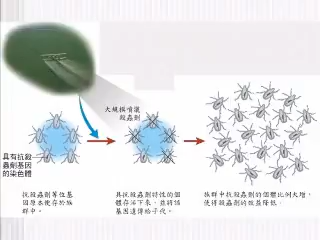 大規模噴灑
殺蟲劑
具有抗殺
蟲劑基因
的染色體
抗殺蟲劑等位基
因原本便存於族
群中。
具抗殺蟲劑特性的個
體存活下來，並將該
基因遺傳給子代。
族群中抗殺蟲劑的個體比例大增，
使得殺蟲劑的效益降低。